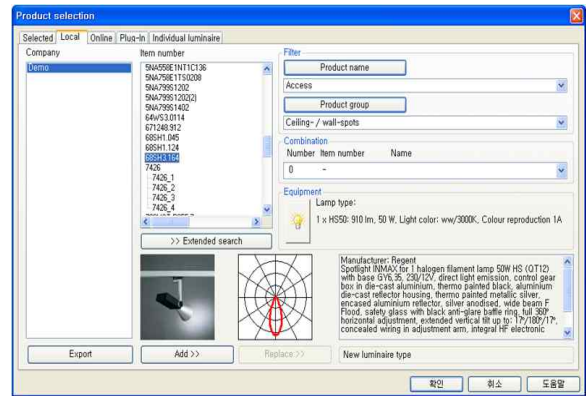 Product selection
Selected Local Online Plug-In Individual luminaire
Company
Demo
Item number
5NA558E1NT1C136
5NA758E1TS0208
5NA799S1202
5NA799S1202(2)
5NA799S1402
64WS3.0114
671248.912
68SH1.045
68SH1.124
68SH3.164
7426
7426_1
7426_2
7426_3
7426_4
>> Extended search
Filter
Product name
Access
Product group
Ceiling- / wall-spots
Combination
Number Item number Name
0 -
Equipment
Lamp type:
1 x HS50: 910 lm, 50 W, Light color: ww/3000K, Colour reproduction 1A
Manufacturer: Regent
Spotlight INMAX for 1 halogen filament lamp 50W HS (QT12)
with base GY6,35, 230/12V, direct light emission, control gear
box in die-cast aluminium, thermo painted black, aluminium
die-cast reflector housing, thermo painted metallic silver,
encased aluminium reflector, silver anodised, wide beam F
Flood, safety glass with black anti-glare baffle ring, full 360°
horizontal adjustment, extended vertical tilt up to: 17°/180°/17°,
concealed wiring in adjustment arm, integral HF electronic
Export
Add >>
Replace >>
New luminaire type
확인
취소
도움말